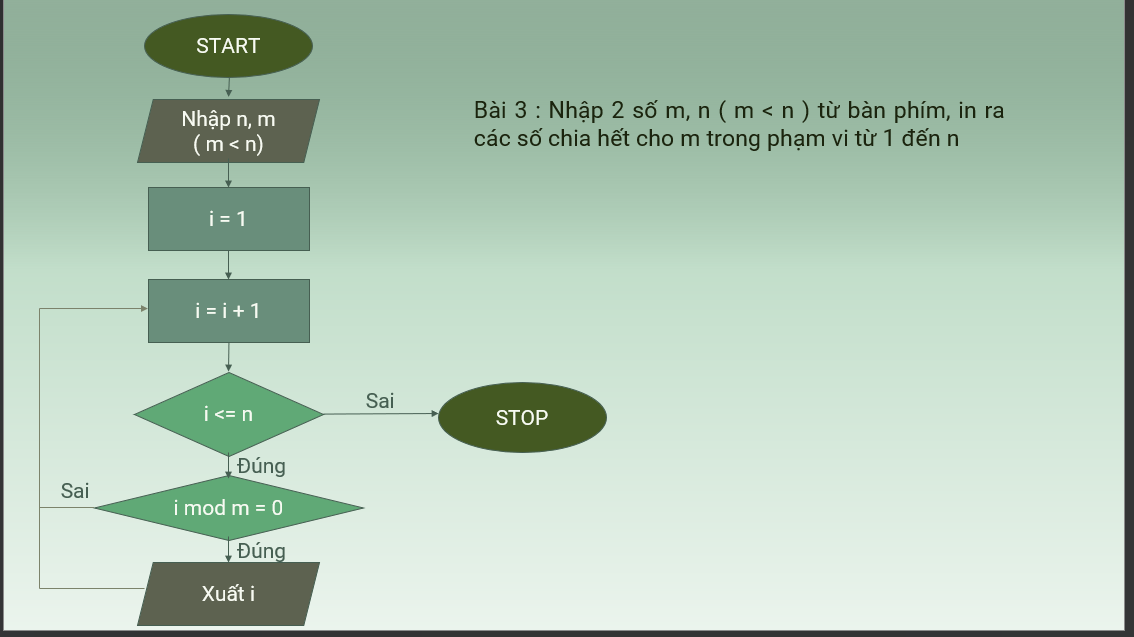 START
Nhập n, m
( m < n)
Bài 3 : Nhập 2 số m, n ( m < n ) từ bàn phím, in ra
các số chia hết cho m trong phạm vi từ 1 đến n
i = 1
i = i + 1
i <= n
Sai
STOP
Đúng
Sai
i mod m = 0
Đúng
Xuất i